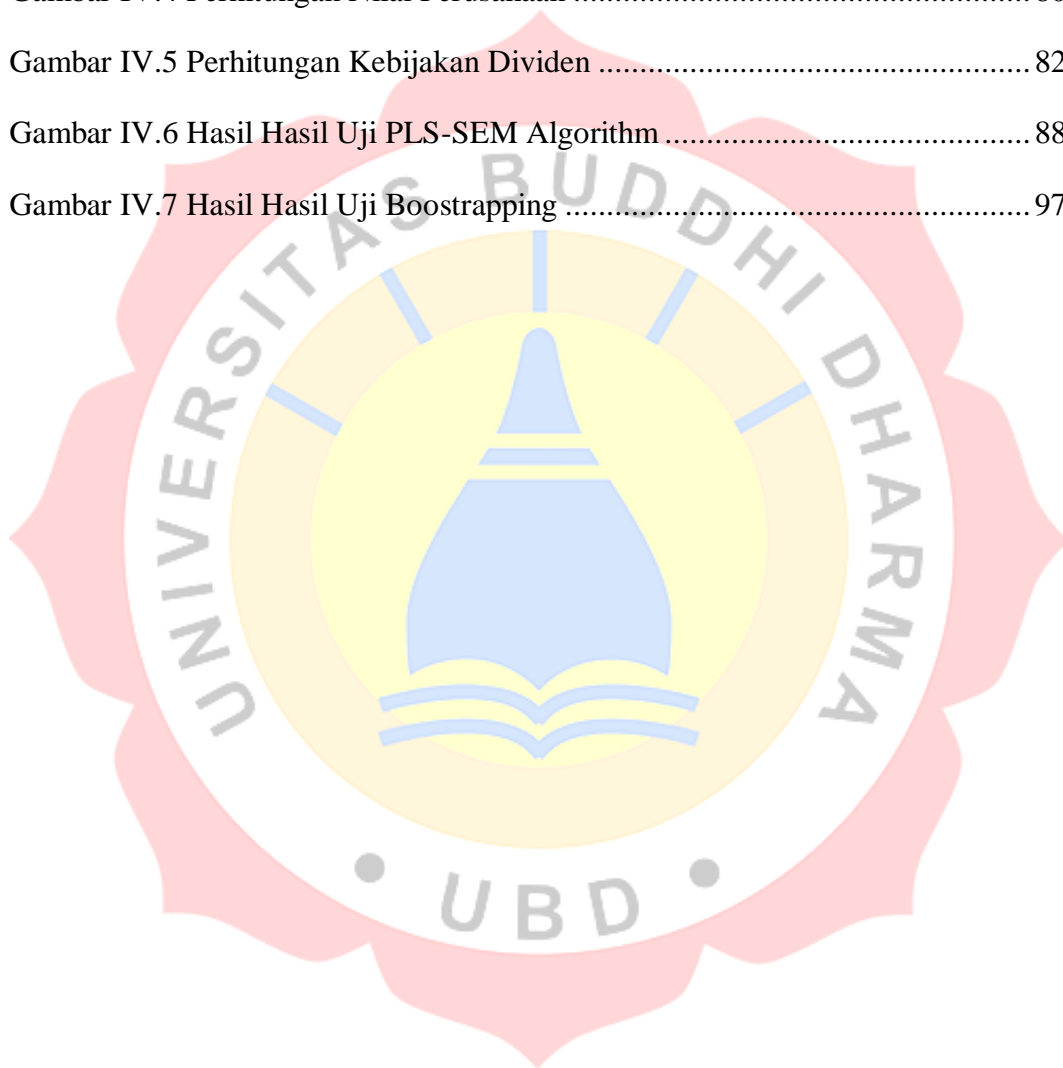 Gambar IV.5 Perhitungan Kebijakan Dividen .................................................................................... 82
Gambar IV.6 Hasil Hasil Uji PLS-SEM Algorithm ........................................................................ 88
Gambar IV.7 Hasil Hasil Uji Boostrapping .................................................................................... 97
UNIVERSITAS BUDDHI DHARMA
• UBD •